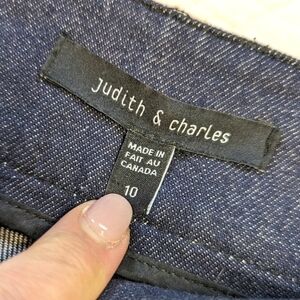 Judith & charles
MADE IN
FAIT AU
CANADA
10